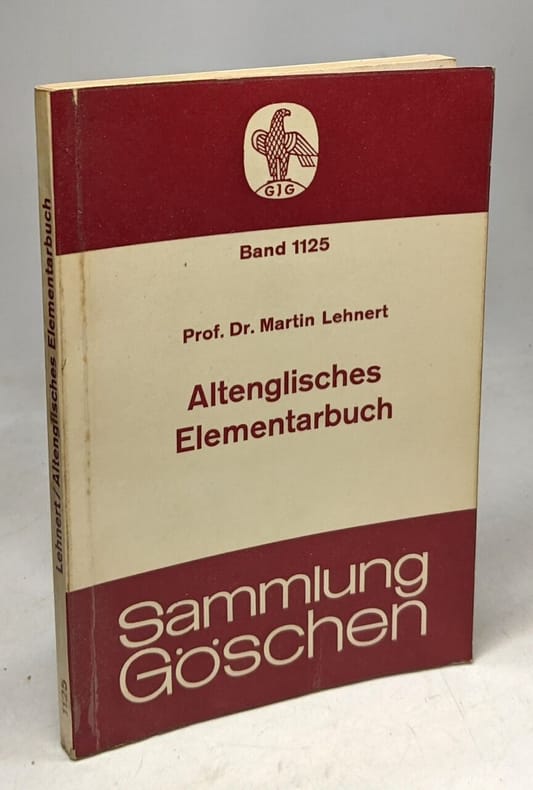 GJG
Band 1125
Prof. Dr. Martin Lehnert
Altenglisches
Elementarbuch
Sammlung
Göschen
Lehnert/Altenglisches Elementarbuch
1125